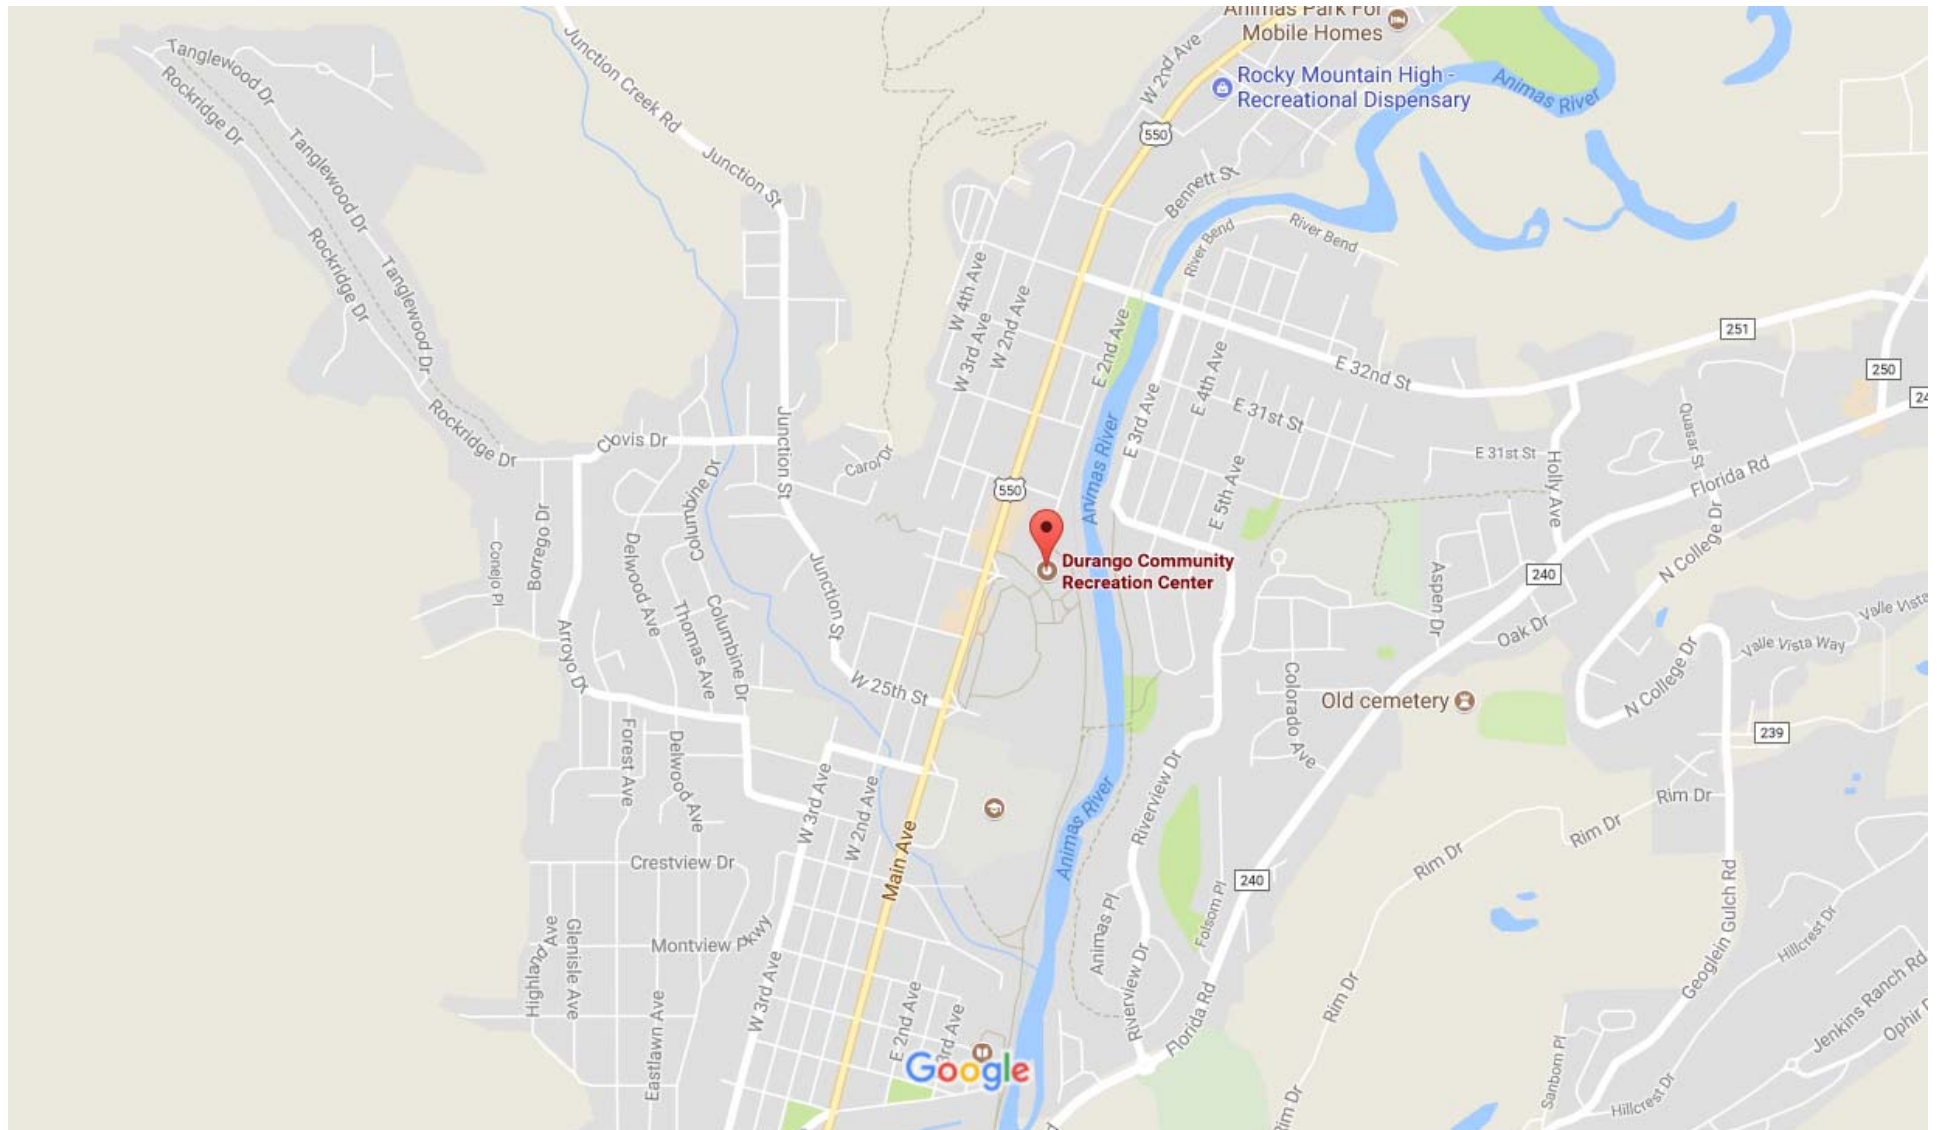 Animas Park For
Mobile Homes
Tanglewood Dr
Junction Creek Rd
W 2nd Ave
Rocky Mountain High -
Recreational Dispensary
Animas River
Rockridge Dr
550
Tanglewood Dr
Junction St
Bennett St
Rockridge Dr
River Bend
River Bend
Tanglewood Dr
W 4th Ave
W 3rd Ave
W 2nd Ave
E 2nd Ave
251
250
24
E 32nd St
E 3rd Ave
E 4th Ave
E 31st St
Quasar St
Rockridge Dr
Clovis Dr
Junction St
Carol Dr
Animas River
E 5th Ave
E 31st St
Holly Ave
Florida Rd
Columbine Dr
550
N College Dr
Conejo Pl
Borrego Dr
Delwood Ave
Junction St
Durango Community
Recreation Center
240
Aspen Dr
Oak Dr
Valle Vista
Valle Vista Way
Thomas Ave
Columbine Dr
Arroyo Dr
W 25th St
Colorado Ave
Old cemetery
N College Dr
239
Forest Ave
Delwood Ave
W 3rd Ave
W 2nd Ave
Main Ave
Animas River
Riverview Dr
Rim Dr
Rim Dr
Rim Dr
Crestview Dr
240
Folsom Pl
Animas Pl
Geoglein Gulch Rd
Hillcrest Dr
Highland Ave
Glenisle Ave
Montview Pkwy
W 3rd Ave
Eastlawn Ave
E 2nd Ave
3rd Ave
Riverview Dr
Florida Rd
Rim Dr
Jenkins Ranch Rd
Ophir
Sanborn Pl
Hillcrest Dr
Rim Dr
Google